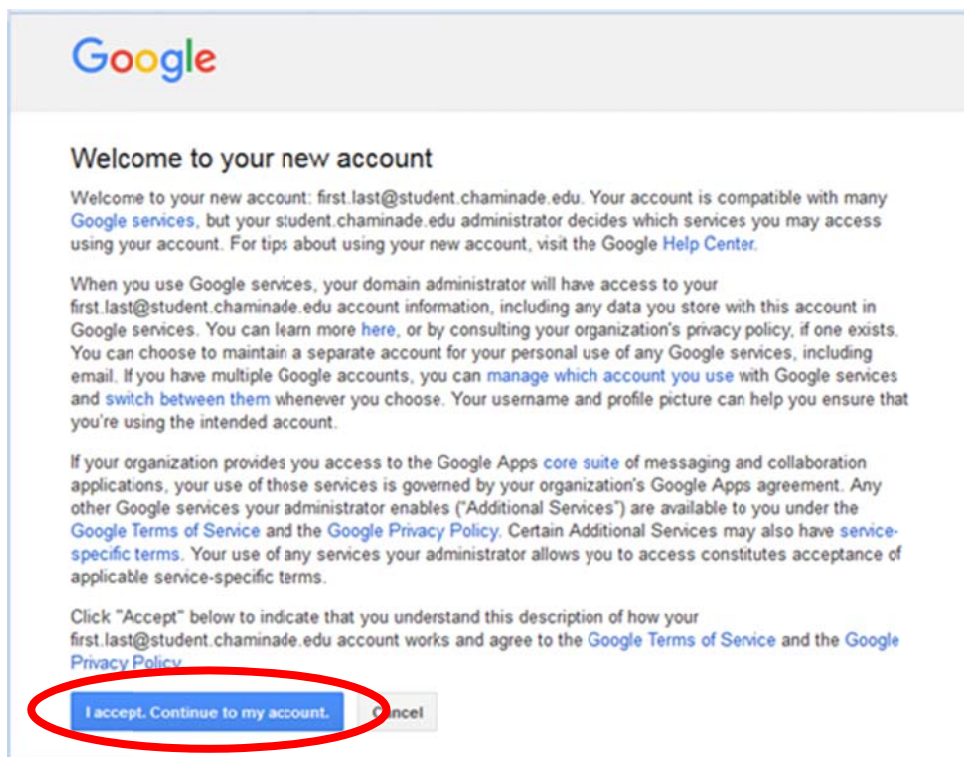 Google
Welcome to your new account
Welcome to your new account: first.last@student.chaminade.edu. Your account is compatible with many
Google services, but your student.chaminade.edu administrator decides which services you may access
using your account. For tips about using your new account, visit the Google Help Center.
When you use Google services, your domain administrator will have access to your
first.last@student.chaminade.edu account information, including any data you store with this account in
Google services. You can learn more here, or by consulting your organization's privacy policy, if one exists.
You can choose to maintain a separate account for your personal use of any Google services, including
email. If you have multiple Google accounts, you can manage which account you use with Google services
and switch between them whenever you choose. Your username and profile picture can help you ensure that
you're using the intended account.
If your organization provides you access to the Google Apps core suite of messaging and collaboration
applications, your use of those services is governed by your organization's Google Apps agreement. Any
other Google services your administrator enables ("Additional Services") are available to you under the
Google Terms of Service and the Google Privacy Policy. Certain Additional Services may also have service-
specific terms. Your use of any services your administrator allows you to access constitutes acceptance of
applicable service-specific terms.
Click "Accept" below to indicate that you understand this description of how your
first.last@student.chaminade.edu account works and agree to the Google Terms of Service and the Google
Privacy Policy.
I accept. Continue to my account. Cancel